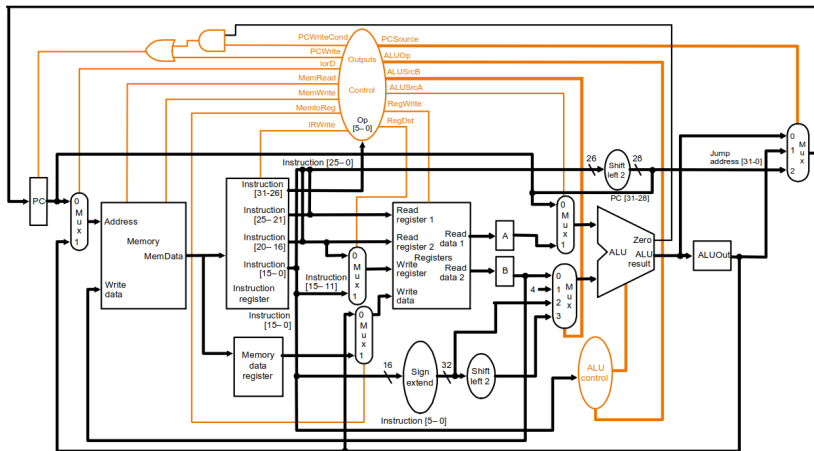 PCWriteCond
PCWrite
IorD
MemRead
MemWrite
MemtoReg
IRWrite
Outputs
Control
Op
[5–0]
PCSource
ALUOp
ALUSrcB
ALUSrcA
RegWrite
RegDst
Instruction [25–0]
26
28
Shift
left 2
Jump
address [31-0]
PC [31–28]
0
1
2
M
u
x
PC
0
M
u
x
1
Address
Memory
MemData
Write
data
Instruction
[31-26]
Instruction
[25–21]
Instruction
[20–16]
Instruction
[15–0]
Instruction
register
Instruction
[15–0]
Instruction
[15–11]
Memory
data
register
0
M
u
x
1
0
M
u
x
1
Read
register 1
Read
register 2
Write
register
Write
data
Registers
Read
data 1
Read
data 2
A
B
0
M
u
x
1
4
0
1
2
3
M
u
x
Zero
ALU
ALU
result
ALUOut
16
Sign
extend
32
Shift
left 2
ALU
control
Instruction [5–0]